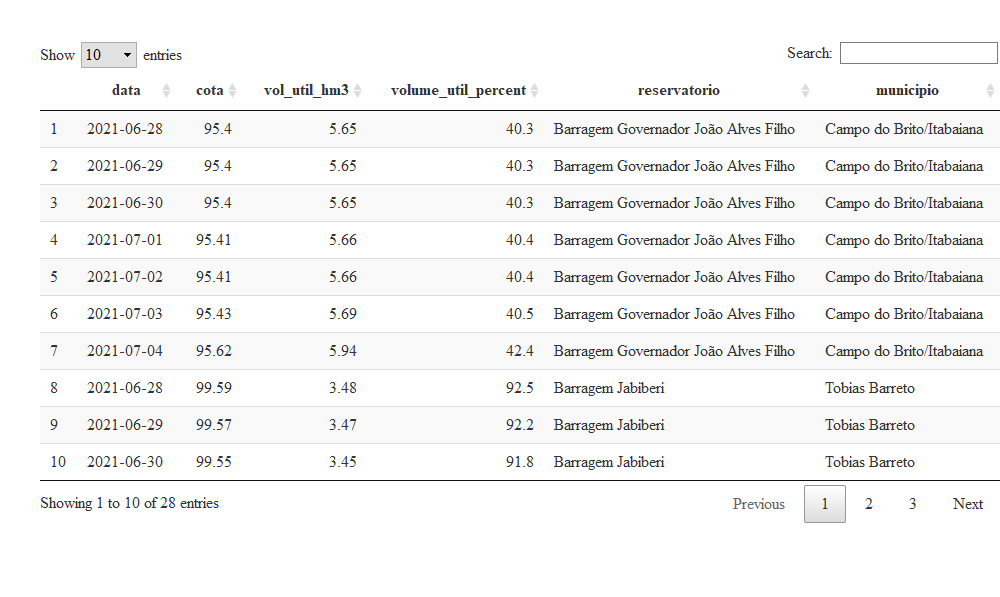 Show 10 entries Search:
data cota vol_util_hm3 volume_util_percent reservatorio municipio
1 2021-06-28 95.4 5.65 40.3 Barragem Governador João Alves Filho Campo do Brito/Itabaiana
2 2021-06-29 95.4 5.65 40.3 Barragem Governador João Alves Filho Campo do Brito/Itabaiana
3 2021-06-30 95.4 5.65 40.3 Barragem Governador João Alves Filho Campo do Brito/Itabaiana
4 2021-07-01 95.41 5.66 40.4 Barragem Governador João Alves Filho Campo do Brito/Itabaiana
5 2021-07-02 95.41 5.66 40.4 Barragem Governador João Alves Filho Campo do Brito/Itabaiana
6 2021-07-03 95.43 5.69 40.5 Barragem Governador João Alves Filho Campo do Brito/Itabaiana
7 2021-07-04 95.62 5.94 42.4 Barragem Governador João Alves Filho Campo do Brito/Itabaiana
8 2021-06-28 99.59 3.48 92.5 Barragem Jabiberi Tobias Barreto
9 2021-06-29 99.57 3.47 92.2 Barragem Jabiberi Tobias Barreto
10 2021-06-30 99.55 3.45 91.8 Barragem Jabiberi Tobias Barreto
Showing 1 to 10 of 28 entries Previous 1 2 3 Next